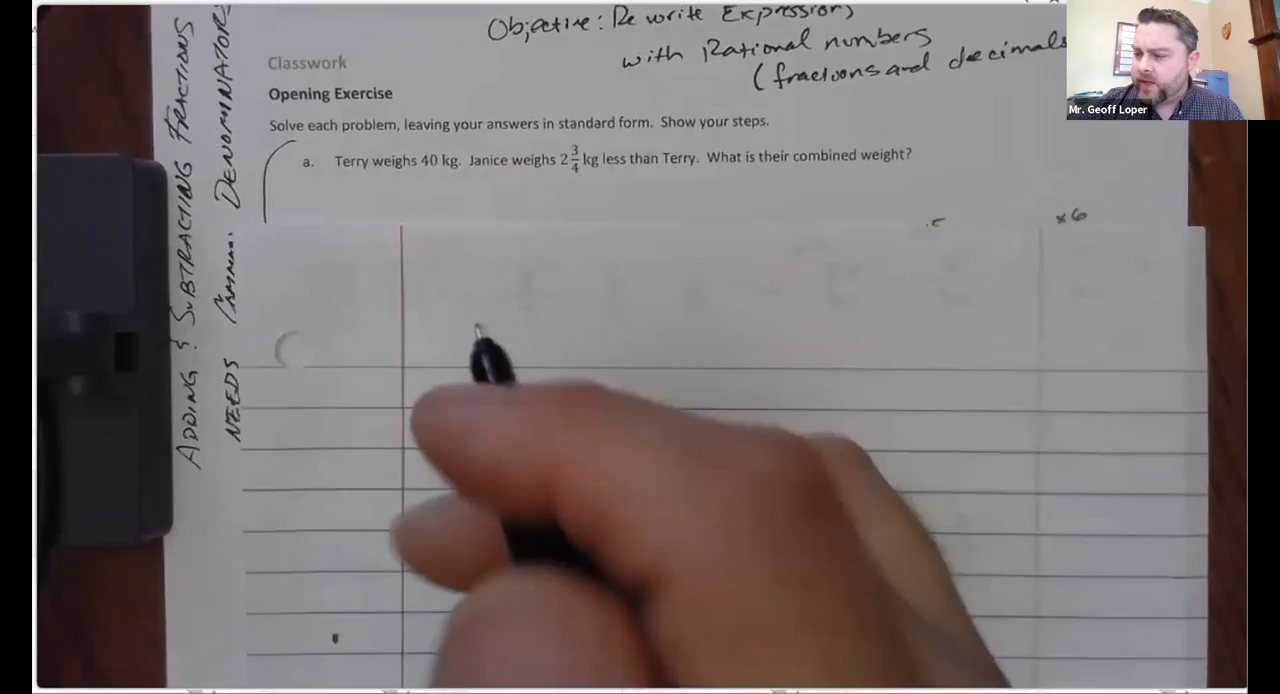 Objective: Rewrite Expressions
with Rational numbers
(fractions and decimals
Classwork
Opening Exercise
Solve each problem, leaving your answers in standard form. Show your steps.
a. Terry weighs 40 kg. Janice weighs 2 3/4 kg less than Terry. What is their combined weight?
ADDING & SUBTRACTING FRACTIONS
NEEDS Common DENOMINATORS
x6
Mr. Geoff Loper